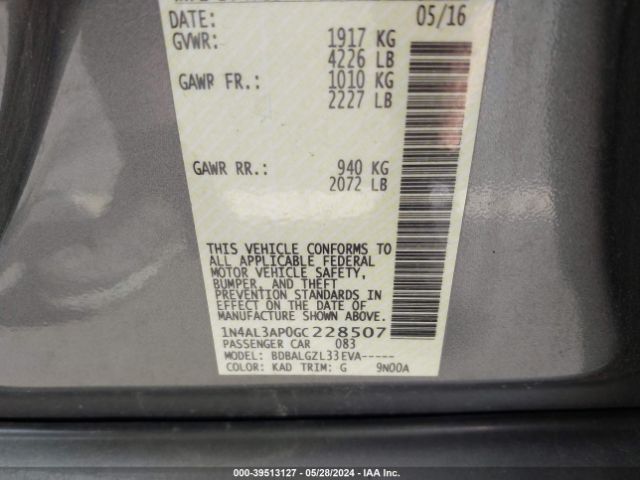 DATE: 05/16
GVWR: 1917 KG
4226 LB
GAWR FR.: 1010 KG
2227 LB
GAWR RR.: 940 KG
2072 LB
THIS VEHICLE CONFORMS TO
ALL APPLICABLE FEDERAL
MOTOR VEHICLE SAFETY,
BUMPER, AND THEFT
PREVENTION STANDARDS IN
EFFECT ON THE DATE OF
MANUFACTURE SHOWN ABOVE.
1N4AL3AP0GC228507
PASSENGER CAR 083
MODEL: BDBALGZL33EVA-----
COLOR: KAD TRIM: G 9N00A
000-39513127 - 05/28/2024 - IAA Inc.